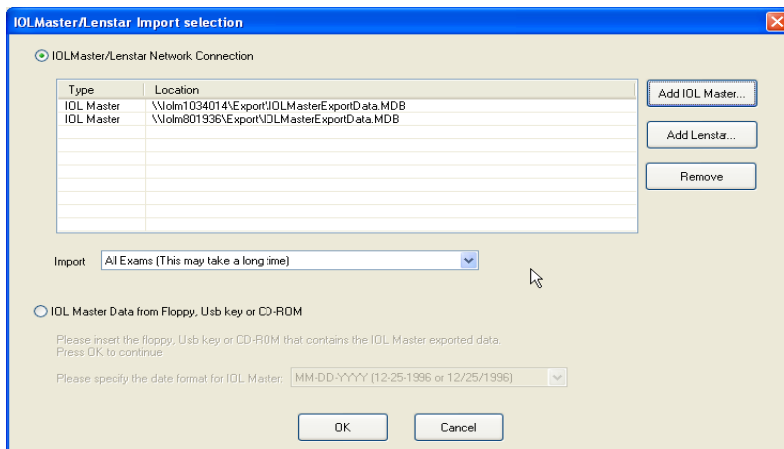 IOLMaster/Lenstar Import selection
IOLMaster/Lenstar Network Connection
Type Location
IOL Master \\Iolm1034014\Export\IOLMasterExportData.MDB
IOL Master \\Iolm801936\Export\IOLMasterExportData.MDB
Add IOL Master...
Add Lenstar...
Remove
Import All Exams (This may take a long time)
IOL Master Data from Floppy, Usb key or CD-ROM
Please insert the floppy, Usb key or CD-ROM that contains the IOL Master exported data.
Press OK to continue
Please specify the date format for IOL Master: MM-DD-YYYY (12-25-1996 or 12/25/1996)
OK Cancel